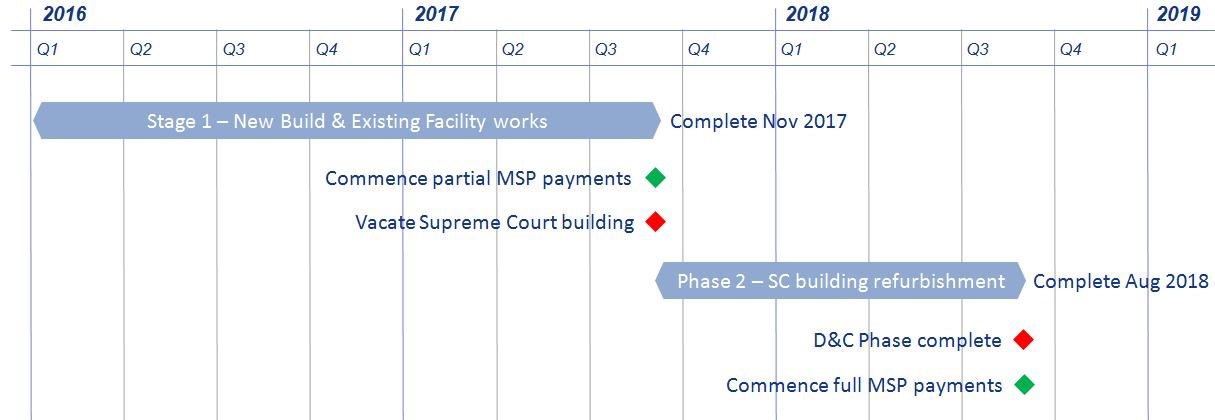 2016 2017 2018 2019
Q1 Q2 Q3 Q4 Q1 Q2 Q3 Q4 Q1 Q2 Q3 Q4 Q1
Stage 1 – New Build & Existing Facility works Complete Nov 2017
Commence partial MSP payments
Vacate Supreme Court building
Phase 2 – SC building refurbishment Complete Aug 2018
D&C Phase complete
Commence full MSP payments